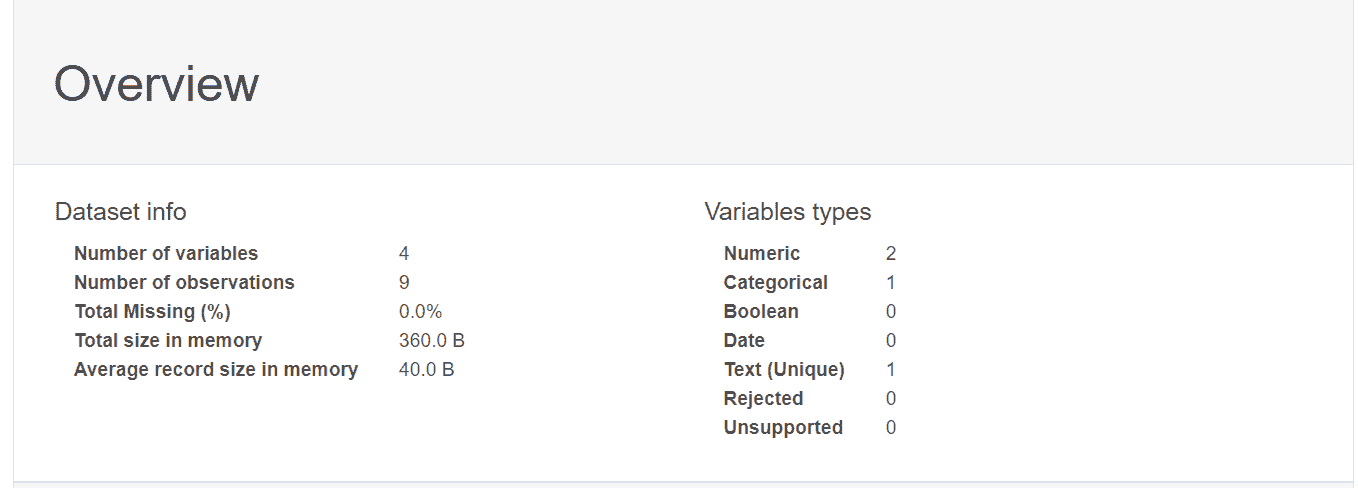 Overview
Dataset info
Number of variables 4
Number of observations 9
Total Missing (%) 0.0%
Total size in memory 360.0 B
Average record size in memory 40.0 B
Variables types
Numeric 2
Categorical 1
Boolean 0
Date 0
Text (Unique) 1
Rejected 0
Unsupported 0